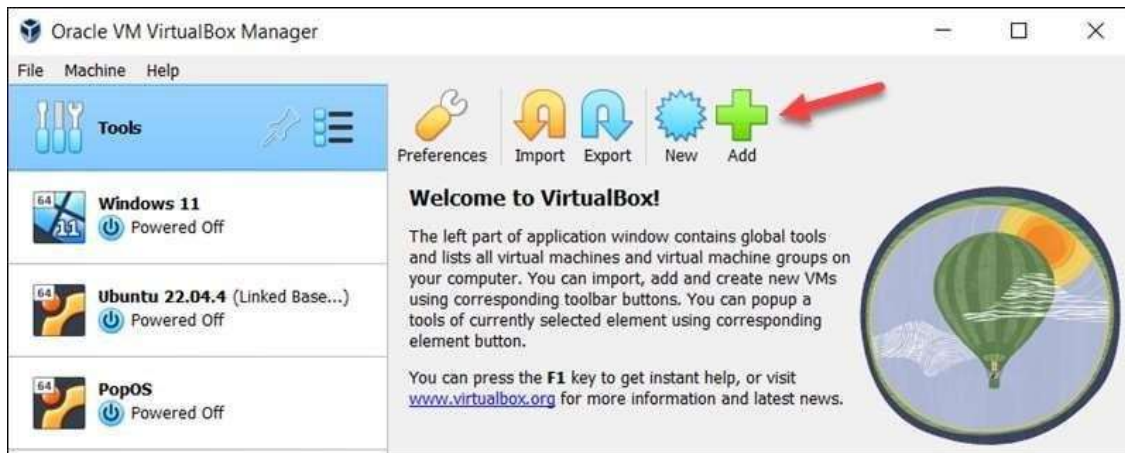 Oracle VM VirtualBox Manager
File Machine Help
Tools
Preferences Import Export New Add
64
11
Windows 11
Powered Off
64
Ubuntu 22.04.4 (Linked Base...)
Powered Off
64
PopOS
Powered Off
Welcome to VirtualBox!
The left part of application window contains global tools
and lists all virtual machines and virtual machine groups on
your computer. You can import, add and create new VMs
using corresponding toolbar buttons. You can popup a
tools of currently selected element using corresponding
element button.
You can press the F1 key to get instant help, or visit
www.virtualbox.org for more information and latest news.